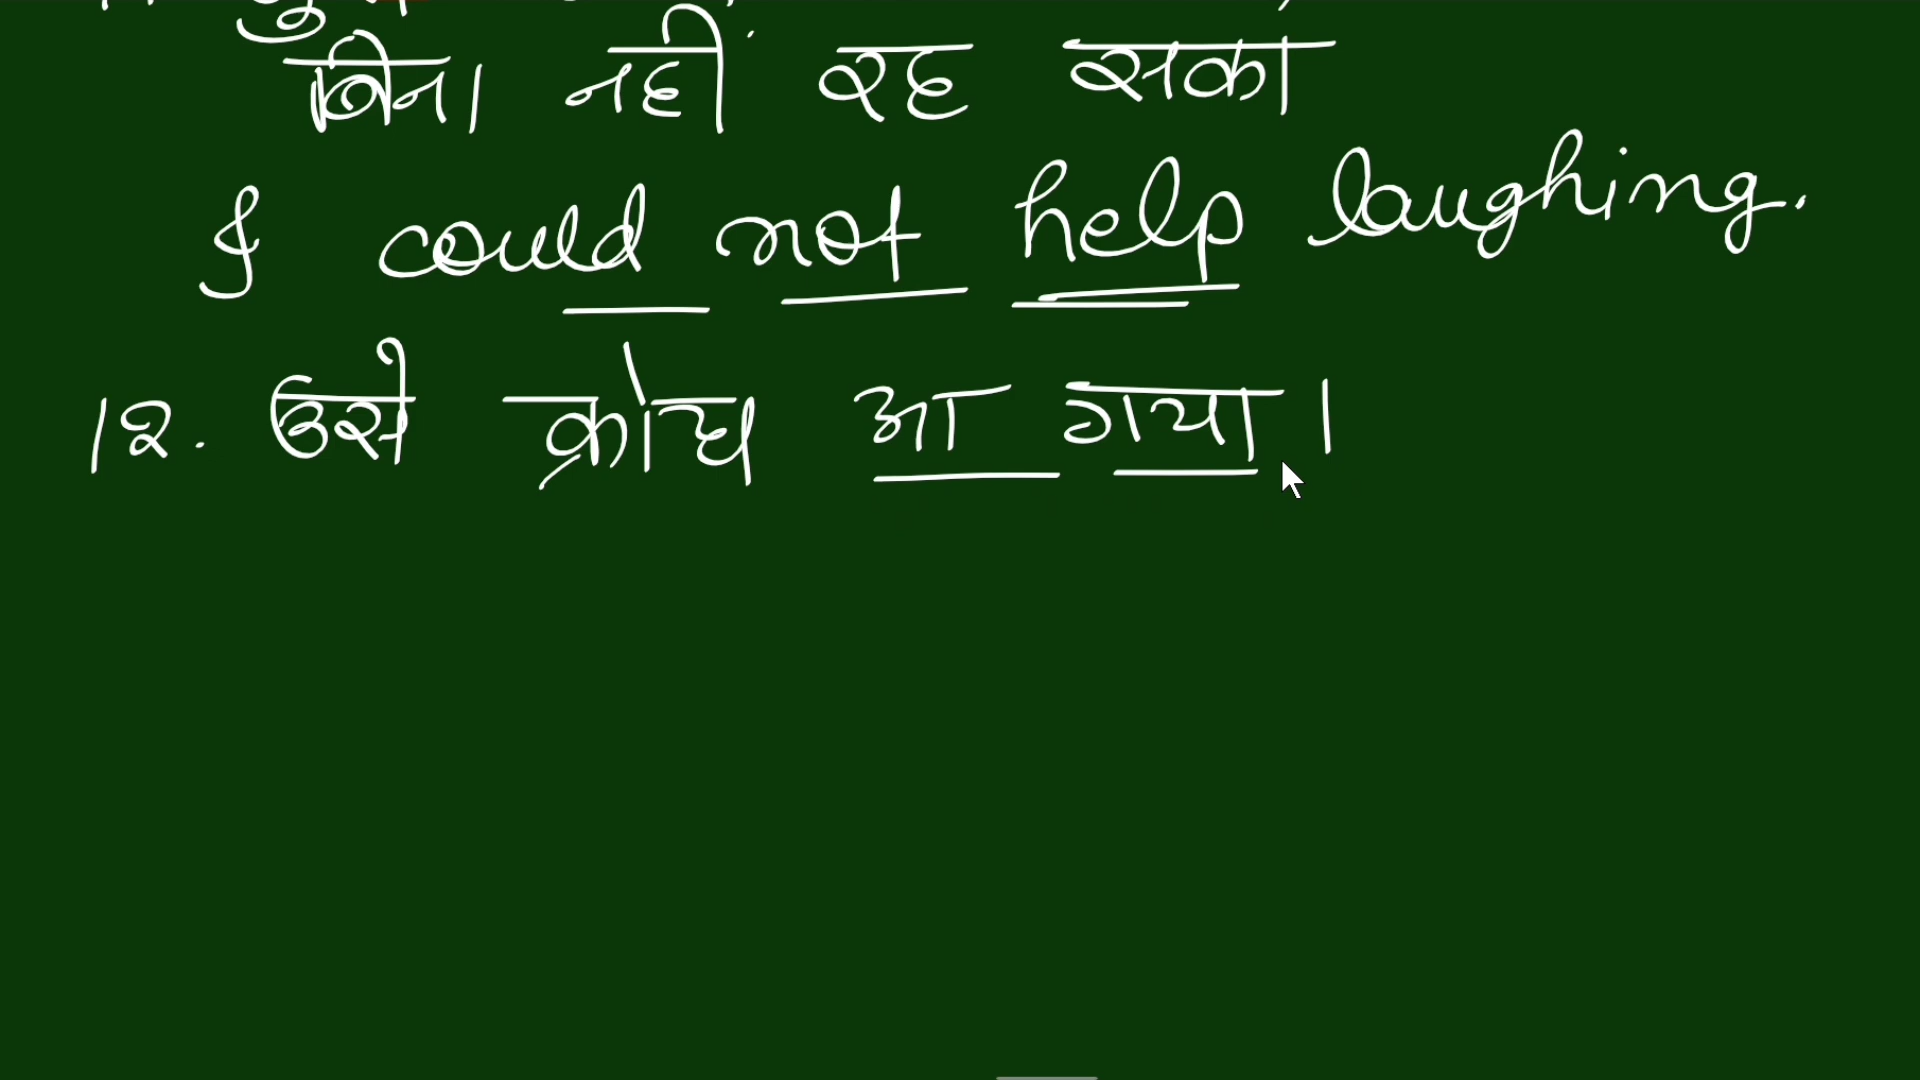 बिना नहीं रह सका
I could not help laughing.
12. उसे क्रोध आ गया।